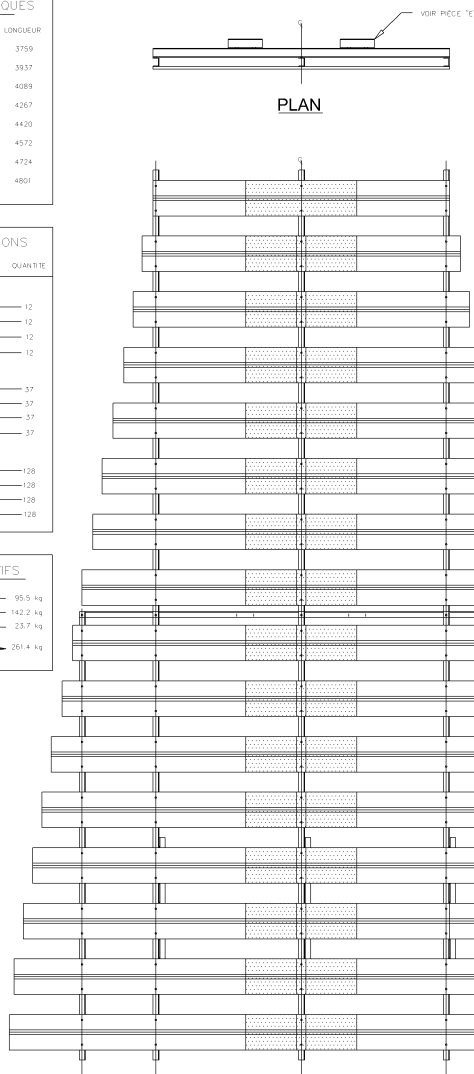 QUES
LONGUEUR
3759
3937
4089
4267
4420
4572
4724
4801
ONS
QUANTITE
12
12
12
12
37
37
37
37
128
128
128
128
IFS
95.5 kg
142.2 kg
23.7 kg
261.4 kg
VOIR PIÈCE "E
PLAN